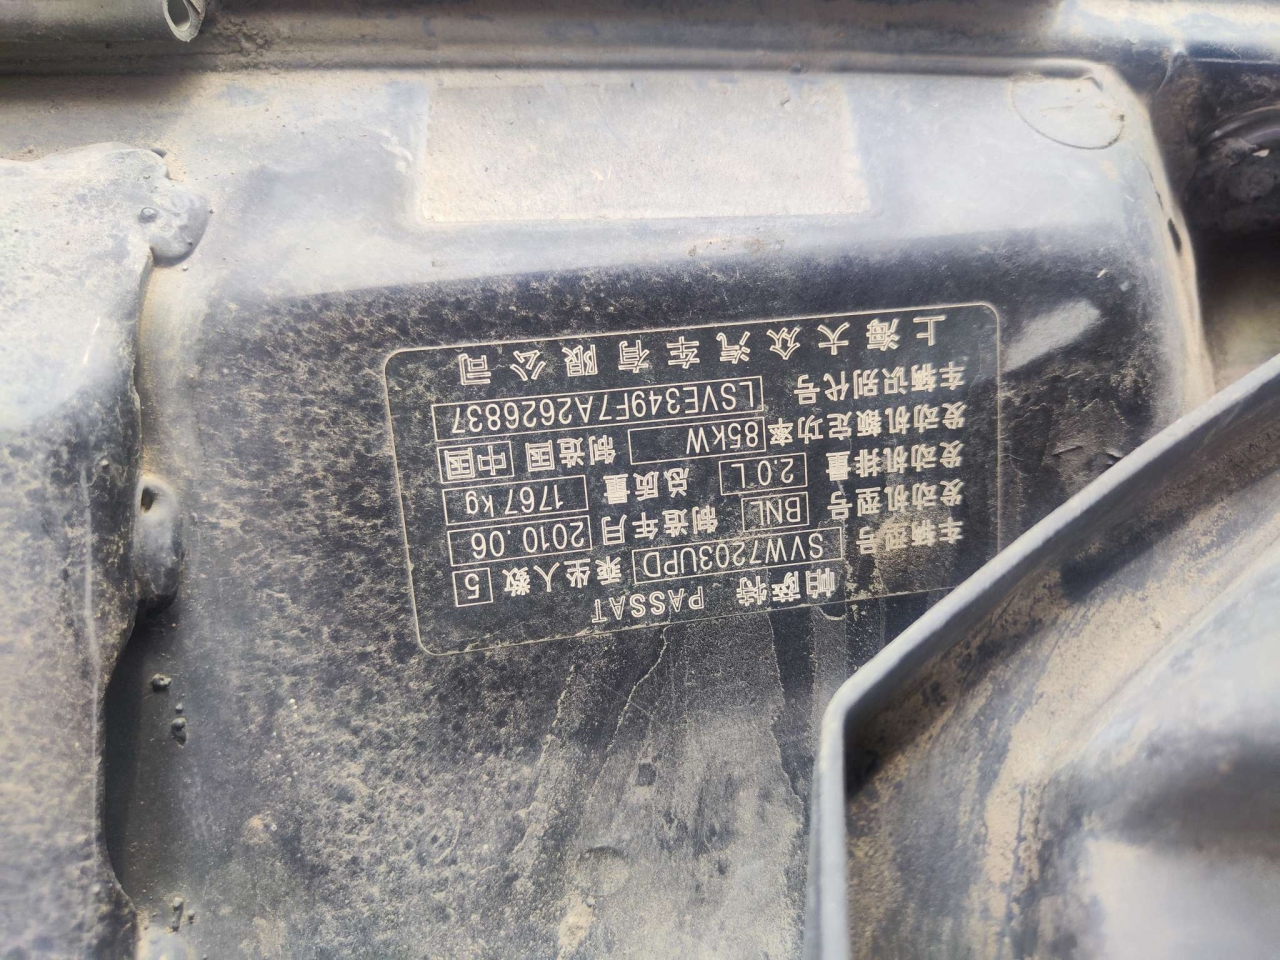 帕萨特 PASSAT
车辆型号 SVW7203UPD 乘坐人数 5
发动机型号 BNL 制造年月 2010.06
发动机排量 2.0L 总质量 1767kg
发动机额定功率 85kW 制造国 中国
车辆识别代号 LSVE349F7A2626837
上海大众汽车有限公司